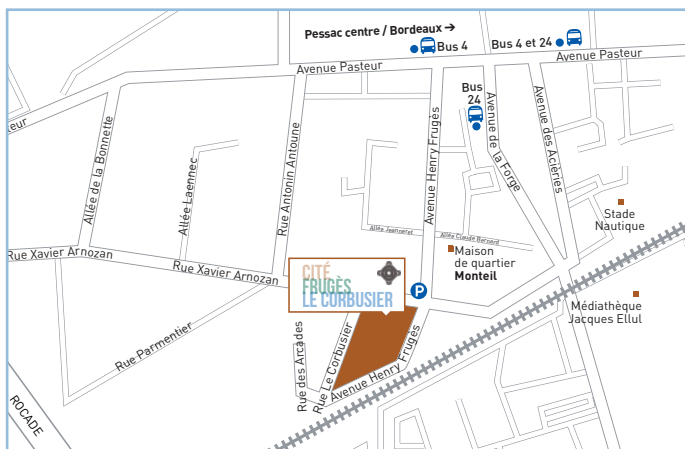 Pessac centre / Bordeaux →
Bus 4
Bus 4 et 24
Avenue Pasteur
Avenue Pasteur
teur
Bus
24
Allée de la Bonnette
Allée Laennec
Rue Antonin Antoune
Avenue Henry Frugès
Avenue de la Forge
Avenue des Aciéries
Stade
Nautique
Allée Jeanneret
Allée Claude Bernard
Maison
de quartier
Monteil
Rue Xavier Arnozan
Rue Xavier Arnozan
CITÉ
FRUGÈS
LE CORBUSIER
P
Médiathèque
Jacques Ellul
Rue Parmentier
Rue des Arcades
Rue Le Corbusier
Avenue Henry Frugès
ROCADE